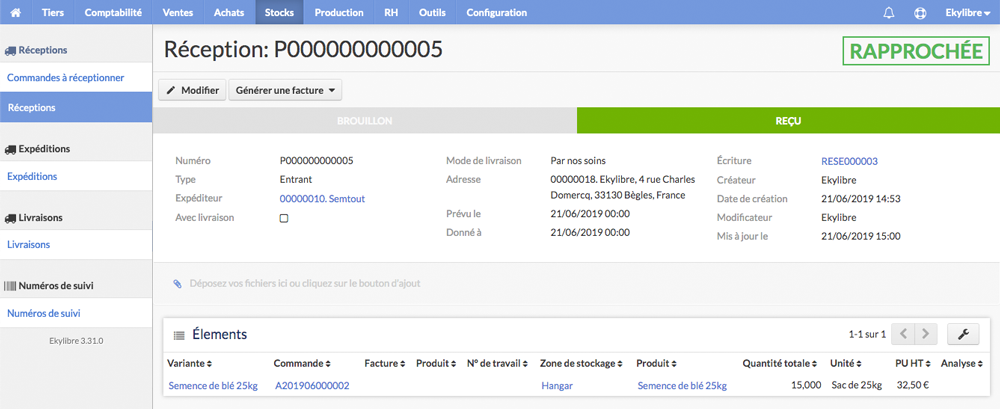 Tiers Comptabilité Ventes Achats Stocks Production RH Outils Configuration Ekylibre
Réceptions
Commandes à réceptionner
Réceptions
Expéditions
Expéditions
Livraisons
Livraisons
Numéros de suivi
Numéros de suivi
Ekylibre 3.31.0
Réception: P000000000005
RAPPROCHÉE
Modifier Générer une facture
BROUILLON REÇU
Numéro P000000000005
Type Entrant
Expéditeur 00000010. Semtout
Avec livraison
Mode de livraison Par nos soins
Adresse 00000018. Ekylibre, 4 rue Charles
Domercq, 33130 Bègles, France
Prévu le 21/06/2019 00:00
Donné à 21/06/2019 00:00
Écriture RESE000003
Créateur Ekylibre
Date de création 21/06/2019 14:53
Modificateur Ekylibre
Mis à jour le 21/06/2019 15:00
Déposez vos fichiers ici ou cliquez sur le bouton d'ajout
Élements 1-1 sur 1
Variante Commande Facture Produit N° de travail Zone de stockage Produit Quantité totale Unité PU HT Analyse
Semence de blé 25kg A201906000002 Hangar Semence de blé 25kg 15,000 Sac de 25kg 32,50 €